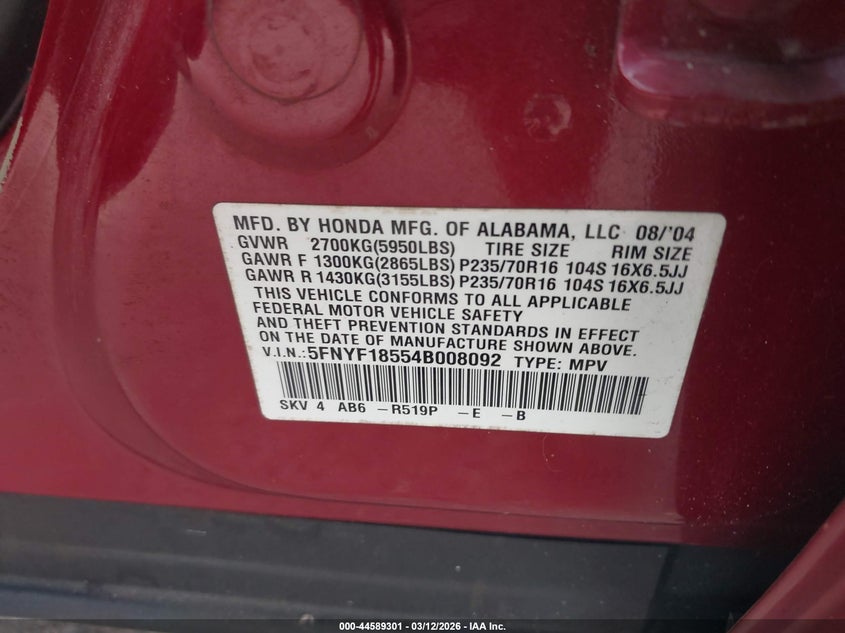 MFD. BY HONDA MFG. OF ALABAMA, LLC 08/'04
GVWR 2700KG(5950LBS) TIRE SIZE RIM SIZE
GAWR F 1300KG(2865LBS) P235/70R16 104S 16X6.5JJ
GAWR R 1430KG(3155LBS) P235/70R16 104S 16X6.5JJ
THIS VEHICLE CONFORMS TO ALL APPLICABLE
FEDERAL MOTOR VEHICLE SAFETY
AND THEFT PREVENTION STANDARDS IN EFFECT
ON THE DATE OF MANUFACTURE SHOWN ABOVE.
V.I.N.: 5FNYF18554B008092 TYPE: MPV
SKV 4 AB6 -R519P -E -B
000-44589301 - 03/12/2026 - IAA Inc.